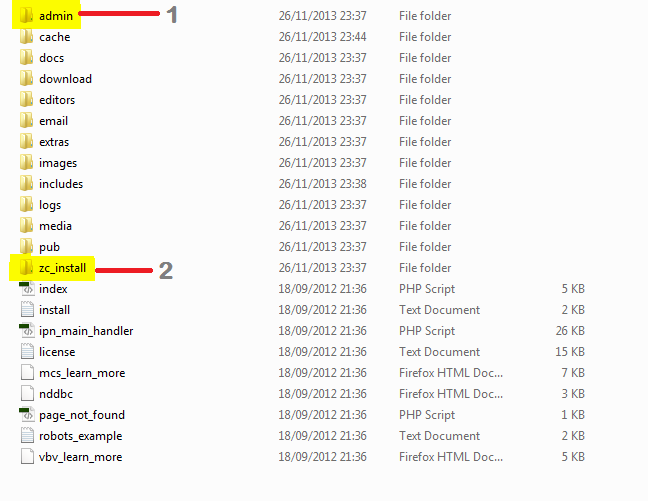 admin 1 26/11/2013 23:37 File folder
cache 26/11/2013 23:44 File folder
docs 26/11/2013 23:37 File folder
download 26/11/2013 23:37 File folder
editors 26/11/2013 23:37 File folder
email 26/11/2013 23:37 File folder
extras 26/11/2013 23:37 File folder
images 26/11/2013 23:37 File folder
includes 26/11/2013 23:38 File folder
logs 26/11/2013 23:37 File folder
media 26/11/2013 23:37 File folder
pub 26/11/2013 23:37 File folder
zc_install 2 26/11/2013 23:37 File folder
index 18/09/2012 21:36 PHP Script 5 KB
install 18/09/2012 21:36 Text Document 2 KB
ipn_main_handler 18/09/2012 21:36 PHP Script 26 KB
license 18/09/2012 21:36 Text Document 15 KB
mcs_learn_more 18/09/2012 21:36 Firefox HTML Doc... 7 KB
nddbc 18/09/2012 21:36 Firefox HTML Doc... 3 KB
page_not_found 18/09/2012 21:36 PHP Script 1 KB
robots_example 18/09/2012 21:36 Text Document 2 KB
vbv_learn_more 18/09/2012 21:36 Firefox HTML Doc... 4 KB